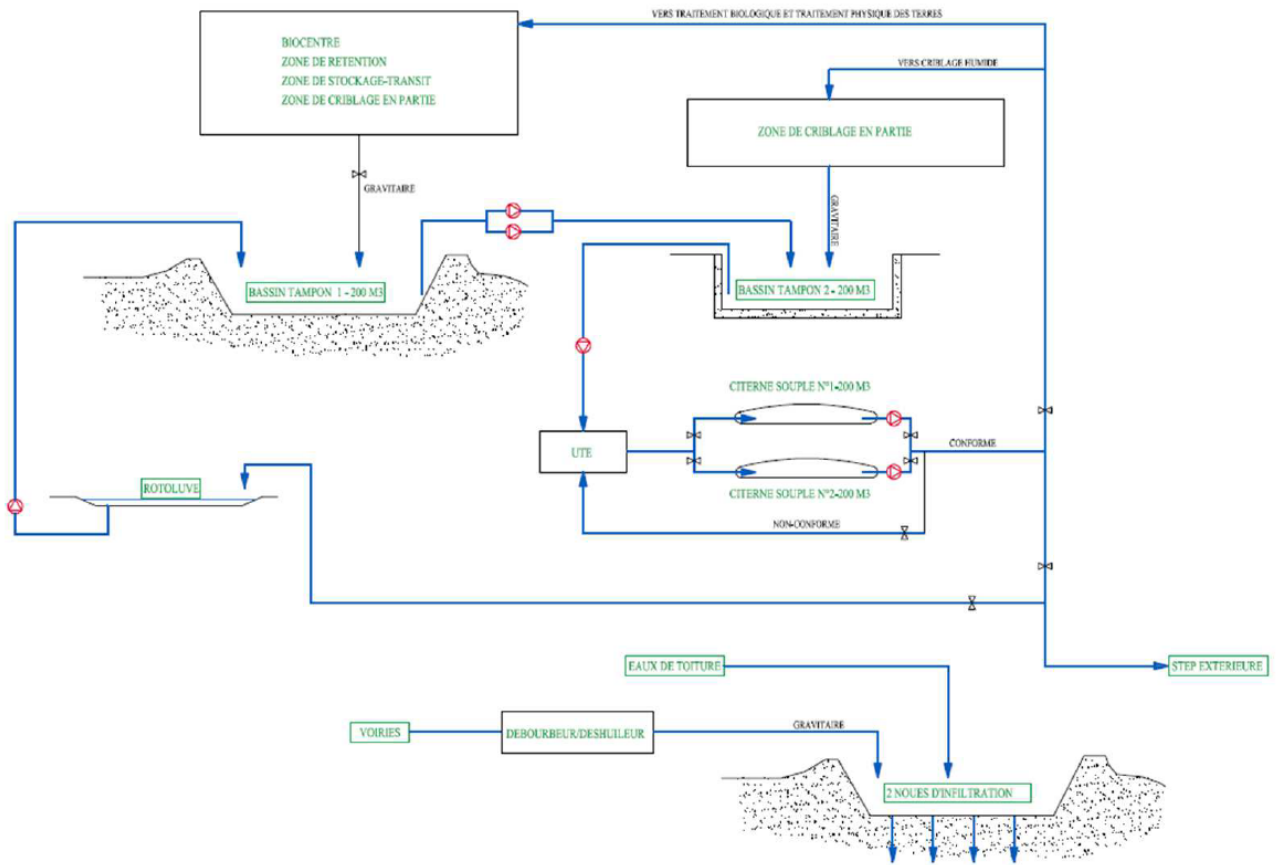 VERS TRAITEMENT BIOLOGIQUE ET TRAITEMENT PHYSIQUE DES TERRES
BIOCENTRE
ZONE DE RETENTION
ZONE DE STOCKAGE-TRANSIT
ZONE DE CRIBLAGE EN PARTIE
VERS CRIBLAGE HUMIDE
ZONE DE CRIBLAGE EN PARTIE
GRAVITAIRE
GRAVITAIRE
BASSIN TAMPON 1 - 200 M3
BASSIN TAMPON 2 - 200 M3
CITERNE SOUPLE N°1-200 M3
UTE
CONFORME
CITERNE SOUPLE N°2-200 M3
ROTOLUVE
NON-CONFORME
EAUX DE TOITURE
STEP EXTERIEURE
VOIRIES
DEBOURBEUR/DESHUILEUR
GRAVITAIRE
2 NOUES D'INFILTRATION